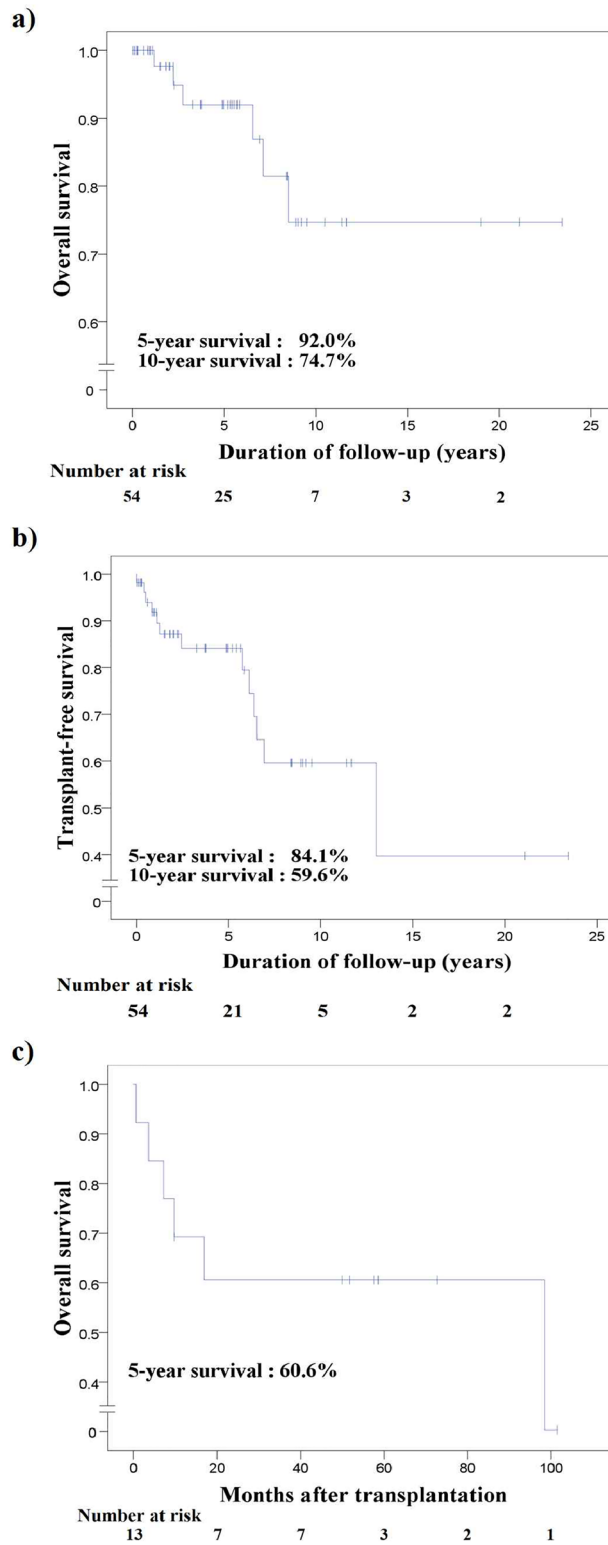 a)
1.0
0.9
0.8
0.7
0.6
0
Overall survival
5-year survival : 92.0%
10-year survival : 74.7%
0 5 10 15 20 25
Duration of follow-up (years)
Number at risk
54 25 7 3 2
b)
1.0
0.9
0.8
0.7
0.6
0.5
0.4
0
Transplant-free survival
5-year survival : 84.1%
10-year survival : 59.6%
0 5 10 15 20 25
Duration of follow-up (years)
Number at risk
54 21 5 2 2
c)
1.0
0.9
0.8
0.7
0.6
0.5
0.4
0
Overall survival
5-year survival : 60.6%
0 20 40 60 80 100
Months after transplantation
Number at risk
13 7 7 3 2 1